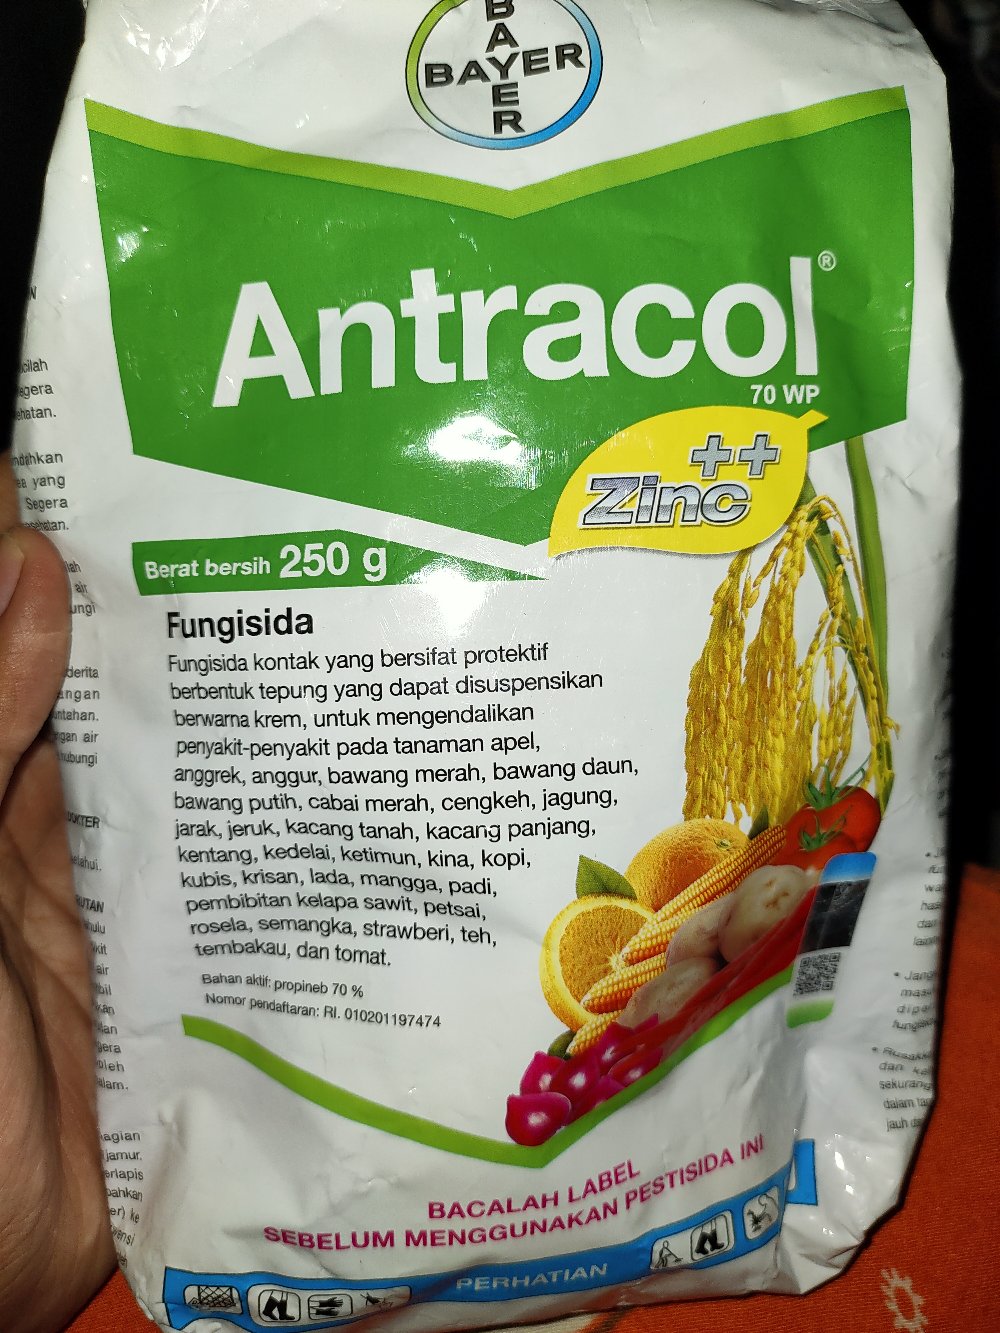 BAYER
BAYER
Antracol®
70 WP
Zinc++
Berat bersih 250 g
Fungisida
Fungisida kontak yang bersifat protektif
berbentuk tepung yang dapat disuspensikan
berwarna krem, untuk mengendalikan
penyakit-penyakit pada tanaman apel,
anggrek, anggur, bawang merah, bawang daun,
bawang putih, cabai merah, cengkeh, jagung,
jarak, jeruk, kacang tanah, kacang panjang,
kentang, kedelai, ketimun, kina, kopi,
kubis, krisan, lada, mangga, padi,
pembibitan kelapa sawit, petsai,
rosela, semangka, strawberi, teh,
tembakau, dan tomat.
Bahan aktif: propineb 70 %
Nomor pendaftaran: RI. 010201197474
BACALAH LABEL
SEBELUM MENGGUNAKAN PESTISIDA INI
PERHATIAN
yang
Segera
air